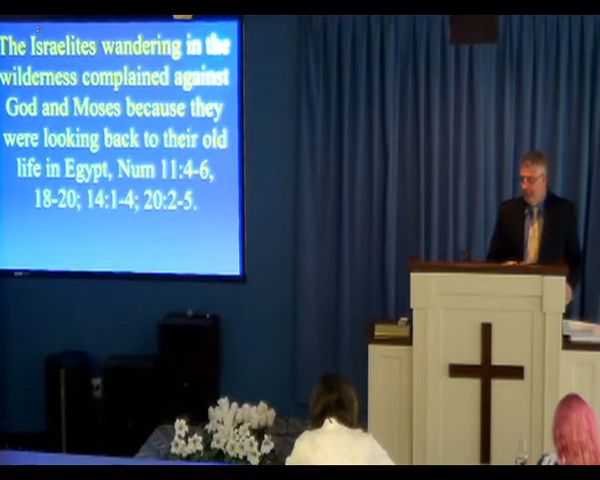 The Israelites wandering in the
wilderness complained against
God and Moses because they
were looking back to their old
life in Egypt, Num 11:4-6,
18-20; 14:1-4; 20:2-5.